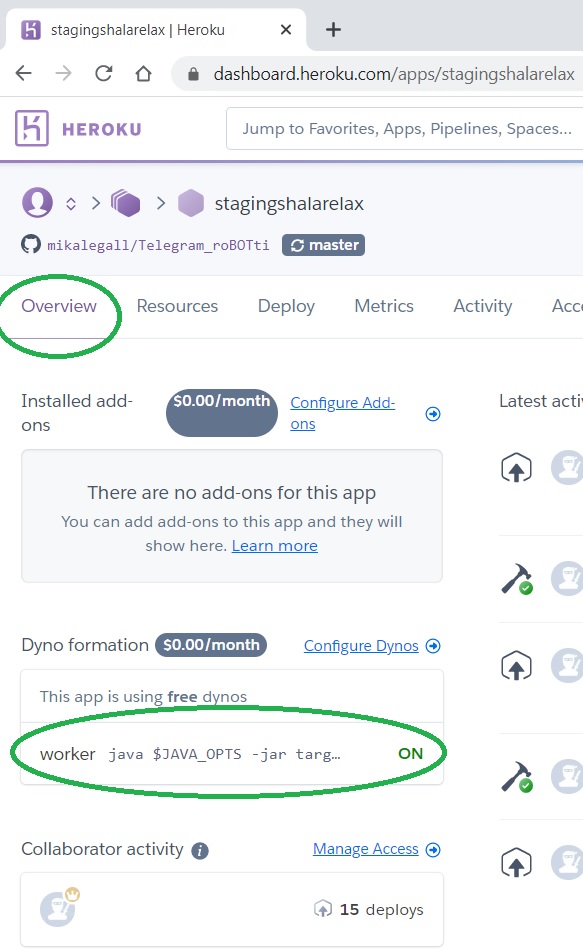 stagingshalarelax | Heroku
dashboard.heroku.com/apps/stagingshalarelax
HEROKU
Jump to Favorites, Apps, Pipelines, Spaces...
stagingshalarelax
mikalegall/Telegram_roBOTti
master
Overview Resources Deploy Metrics Activity Acce
Installed add-
ons
$0.00/month
Configure Add-
ons
Latest activ
There are no add-ons for this app
You can add add-ons to this app and they will
show here. Learn more
Dyno formation $0.00/month Configure Dynos
This app is using free dynos
worker java $JAVA_OPTS -jar targ… ON
Collaborator activity Manage Access
15 deploys